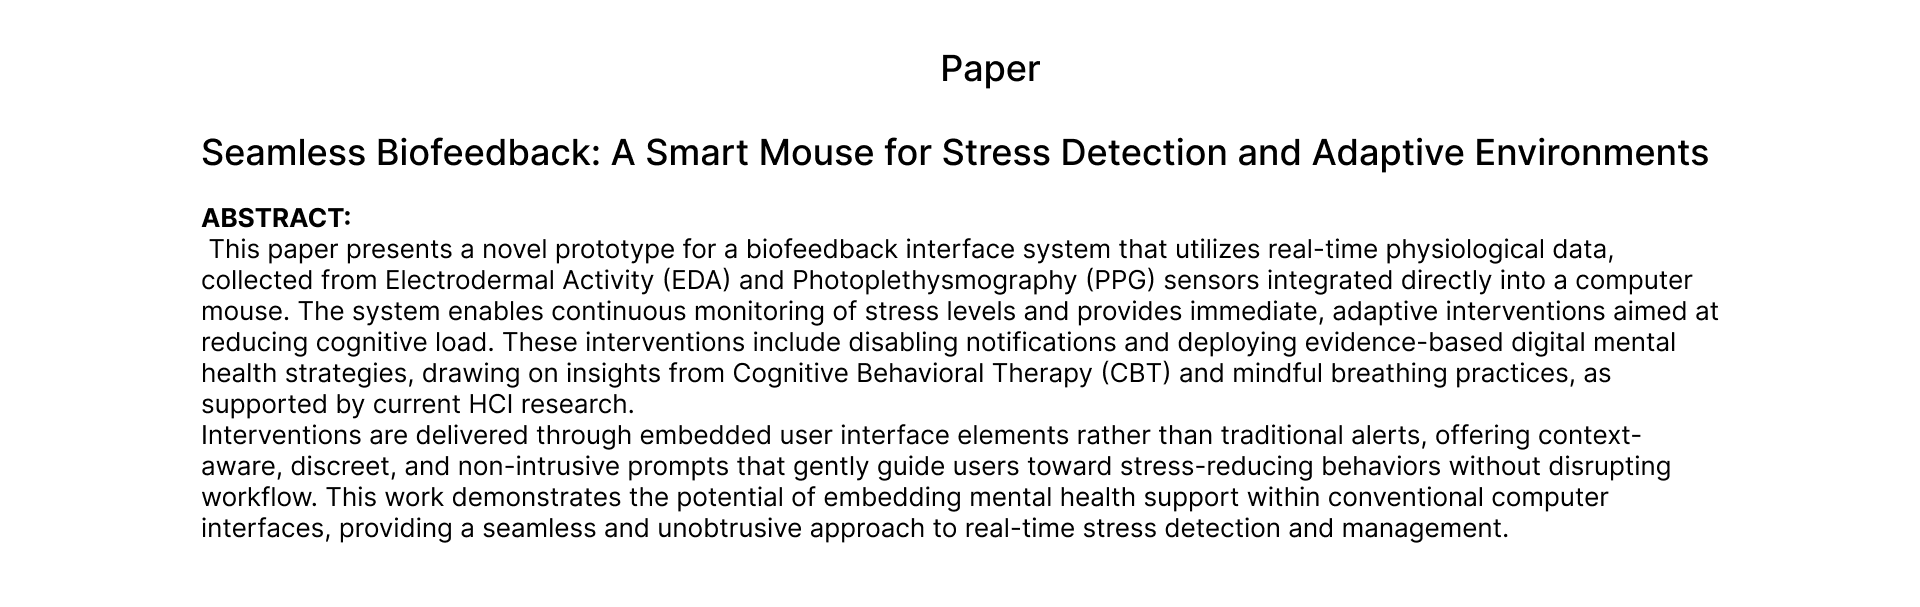 Paper
Seamless Biofeedback: A Smart Mouse for Stress Detection and Adaptive Environments
ABSTRACT:
This paper presents a novel prototype for a biofeedback interface system that utilizes real-time physiological data,
collected from Electrodermal Activity (EDA) and Photoplethysmography (PPG) sensors integrated directly into a computer
mouse. The system enables continuous monitoring of stress levels and provides immediate, adaptive interventions aimed at
reducing cognitive load. These interventions include disabling notifications and deploying evidence-based digital mental
health strategies, drawing on insights from Cognitive Behavioral Therapy (CBT) and mindful breathing practices, as
supported by current HCI research.
Interventions are delivered through embedded user interface elements rather than traditional alerts, offering context-
aware, discreet, and non-intrusive prompts that gently guide users toward stress-reducing behaviors without disrupting
workflow. This work demonstrates the potential of embedding mental health support within conventional computer
interfaces, providing a seamless and unobtrusive approach to real-time stress detection and management.